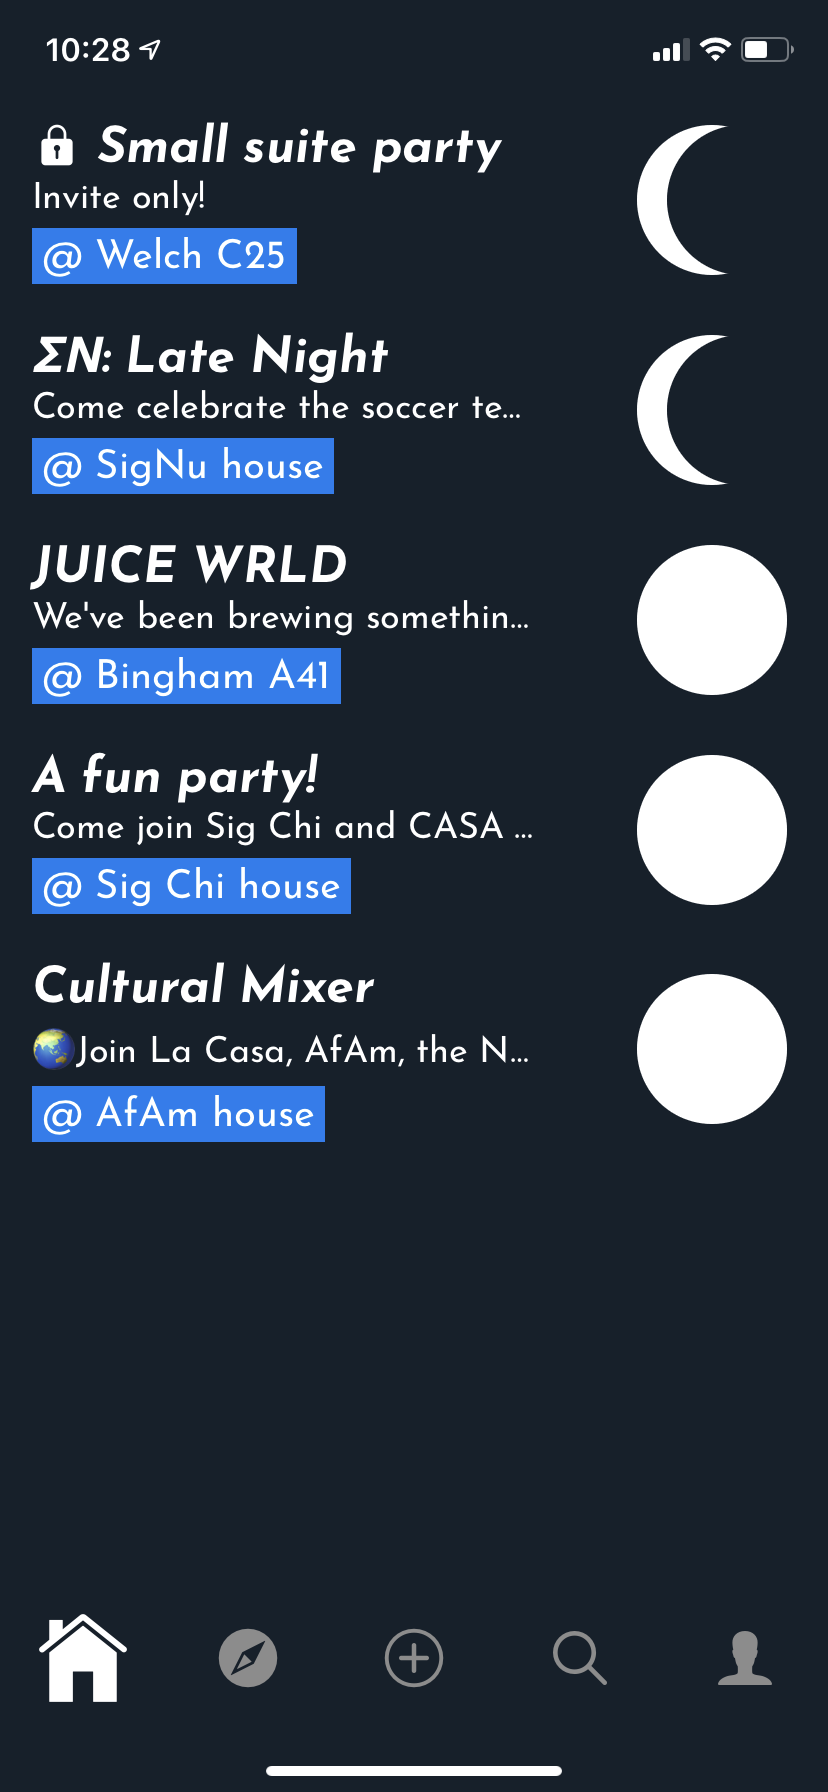 10:28
Small suite party
Invite only!
@ Welch C25
ΣN: Late Night
Come celebrate the soccer te...
@ SigNu house
JUICE WRLD
We've been brewing somethin...
@ Bingham A41
A fun party!
Come join Sig Chi and CASA ...
@ Sig Chi house
Cultural Mixer
🌏Join La Casa, AfAm, the N...
@ AfAm house